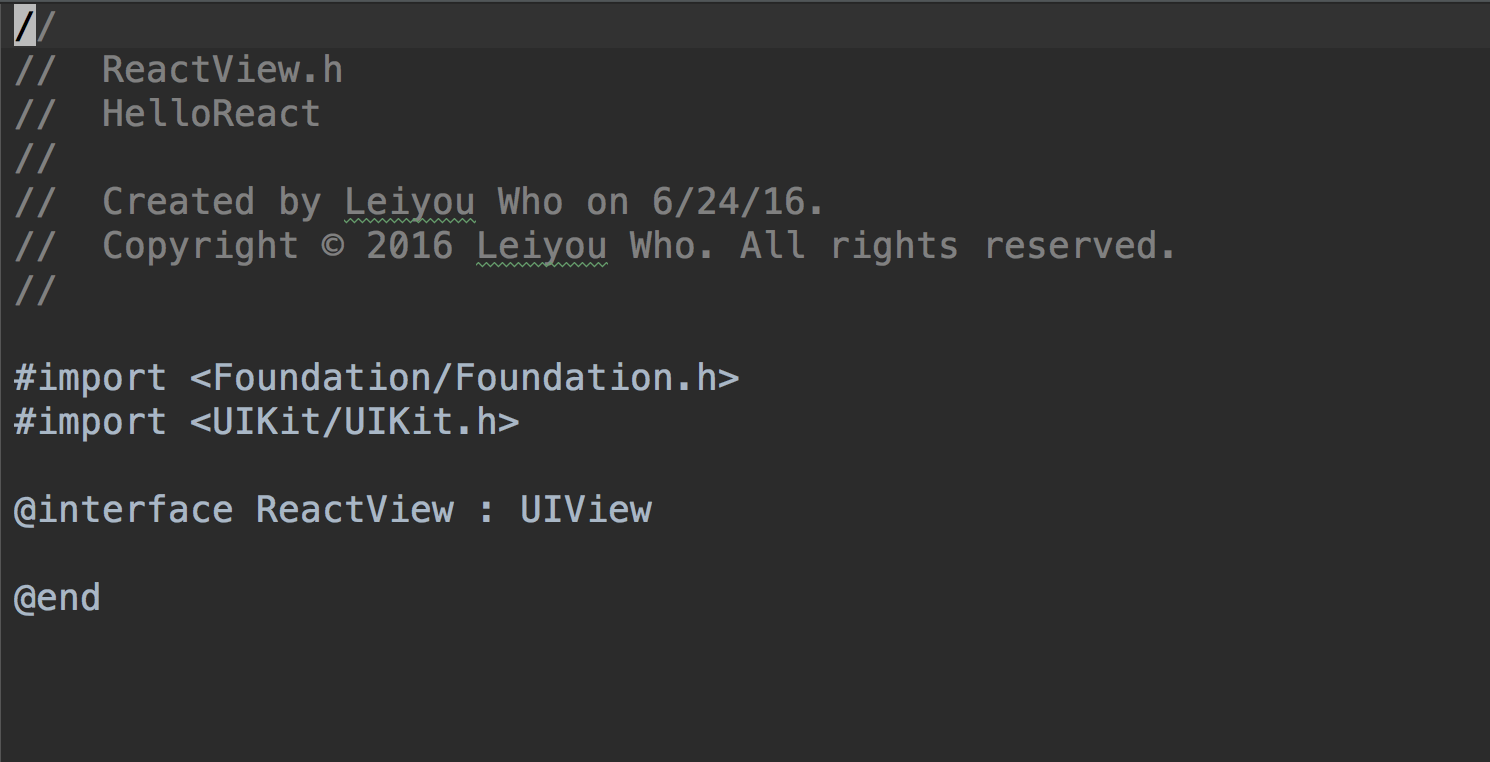 //
//  ReactView.h
//  HelloReact
//
//  Created by Leiyou Who on 6/24/16.
//  Copyright © 2016 Leiyou Who. All rights reserved.
//
#import <Foundation/Foundation.h>
#import <UIKit/UIKit.h>
@interface ReactView : UIView
@end